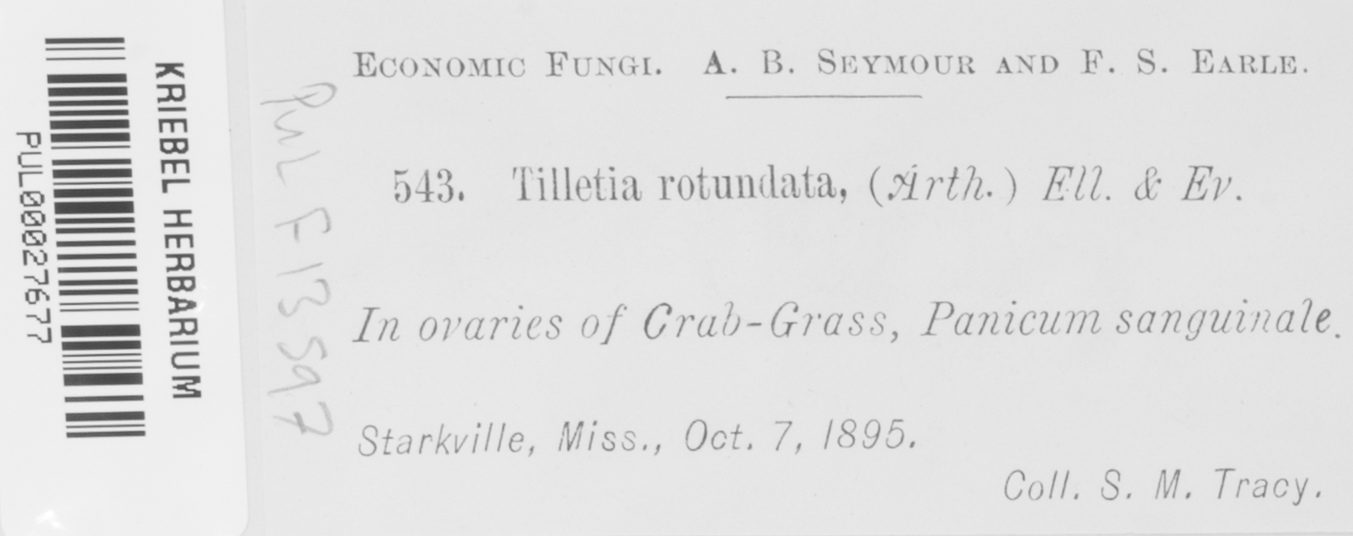 KRIEBEL HERBARIUM
PUL00027677
PUL F13597
ECONOMIC FUNGI. A. B. SEYMOUR AND F. S. EARLE.
543. Tilletia rotundata, (Arth.) Ell. & Ev.
In ovaries of Crab-Grass, Panicum sanguinale.
Starkville, Miss., Oct. 7, 1895.
Coll. S. M. Tracy.